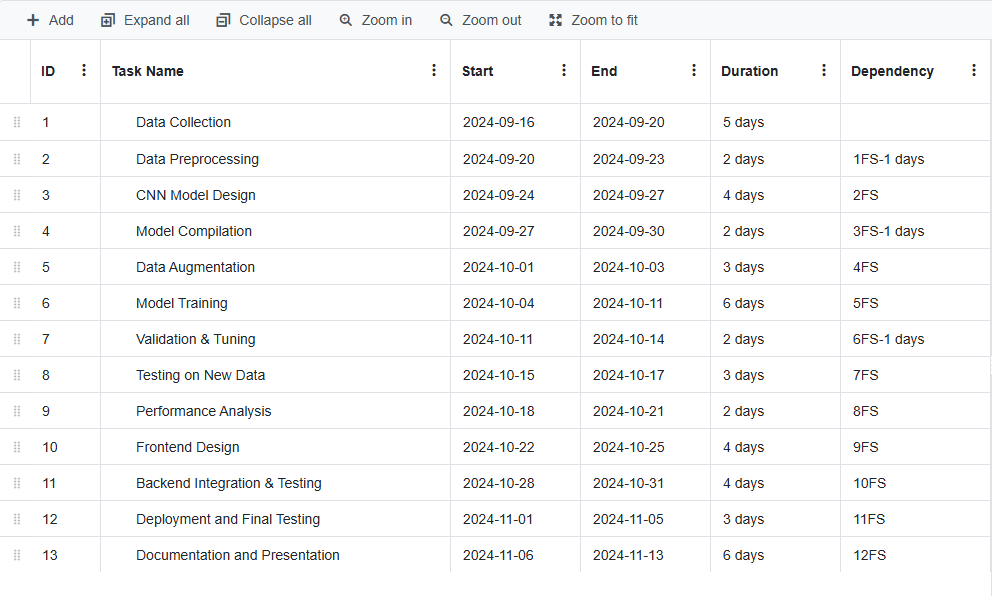 Add Expand all Collapse all Zoom in Zoom out Zoom to fit
ID Task Name Start End Duration Dependency
1 Data Collection 2024-09-16 2024-09-20 5 days
2 Data Preprocessing 2024-09-20 2024-09-23 2 days 1FS-1 days
3 CNN Model Design 2024-09-24 2024-09-27 4 days 2FS
4 Model Compilation 2024-09-27 2024-09-30 2 days 3FS-1 days
5 Data Augmentation 2024-10-01 2024-10-03 3 days 4FS
6 Model Training 2024-10-04 2024-10-11 6 days 5FS
7 Validation & Tuning 2024-10-11 2024-10-14 2 days 6FS-1 days
8 Testing on New Data 2024-10-15 2024-10-17 3 days 7FS
9 Performance Analysis 2024-10-18 2024-10-21 2 days 8FS
10 Frontend Design 2024-10-22 2024-10-25 4 days 9FS
11 Backend Integration & Testing 2024-10-28 2024-10-31 4 days 10FS
12 Deployment and Final Testing 2024-11-01 2024-11-05 3 days 11FS
13 Documentation and Presentation 2024-11-06 2024-11-13 6 days 12FS